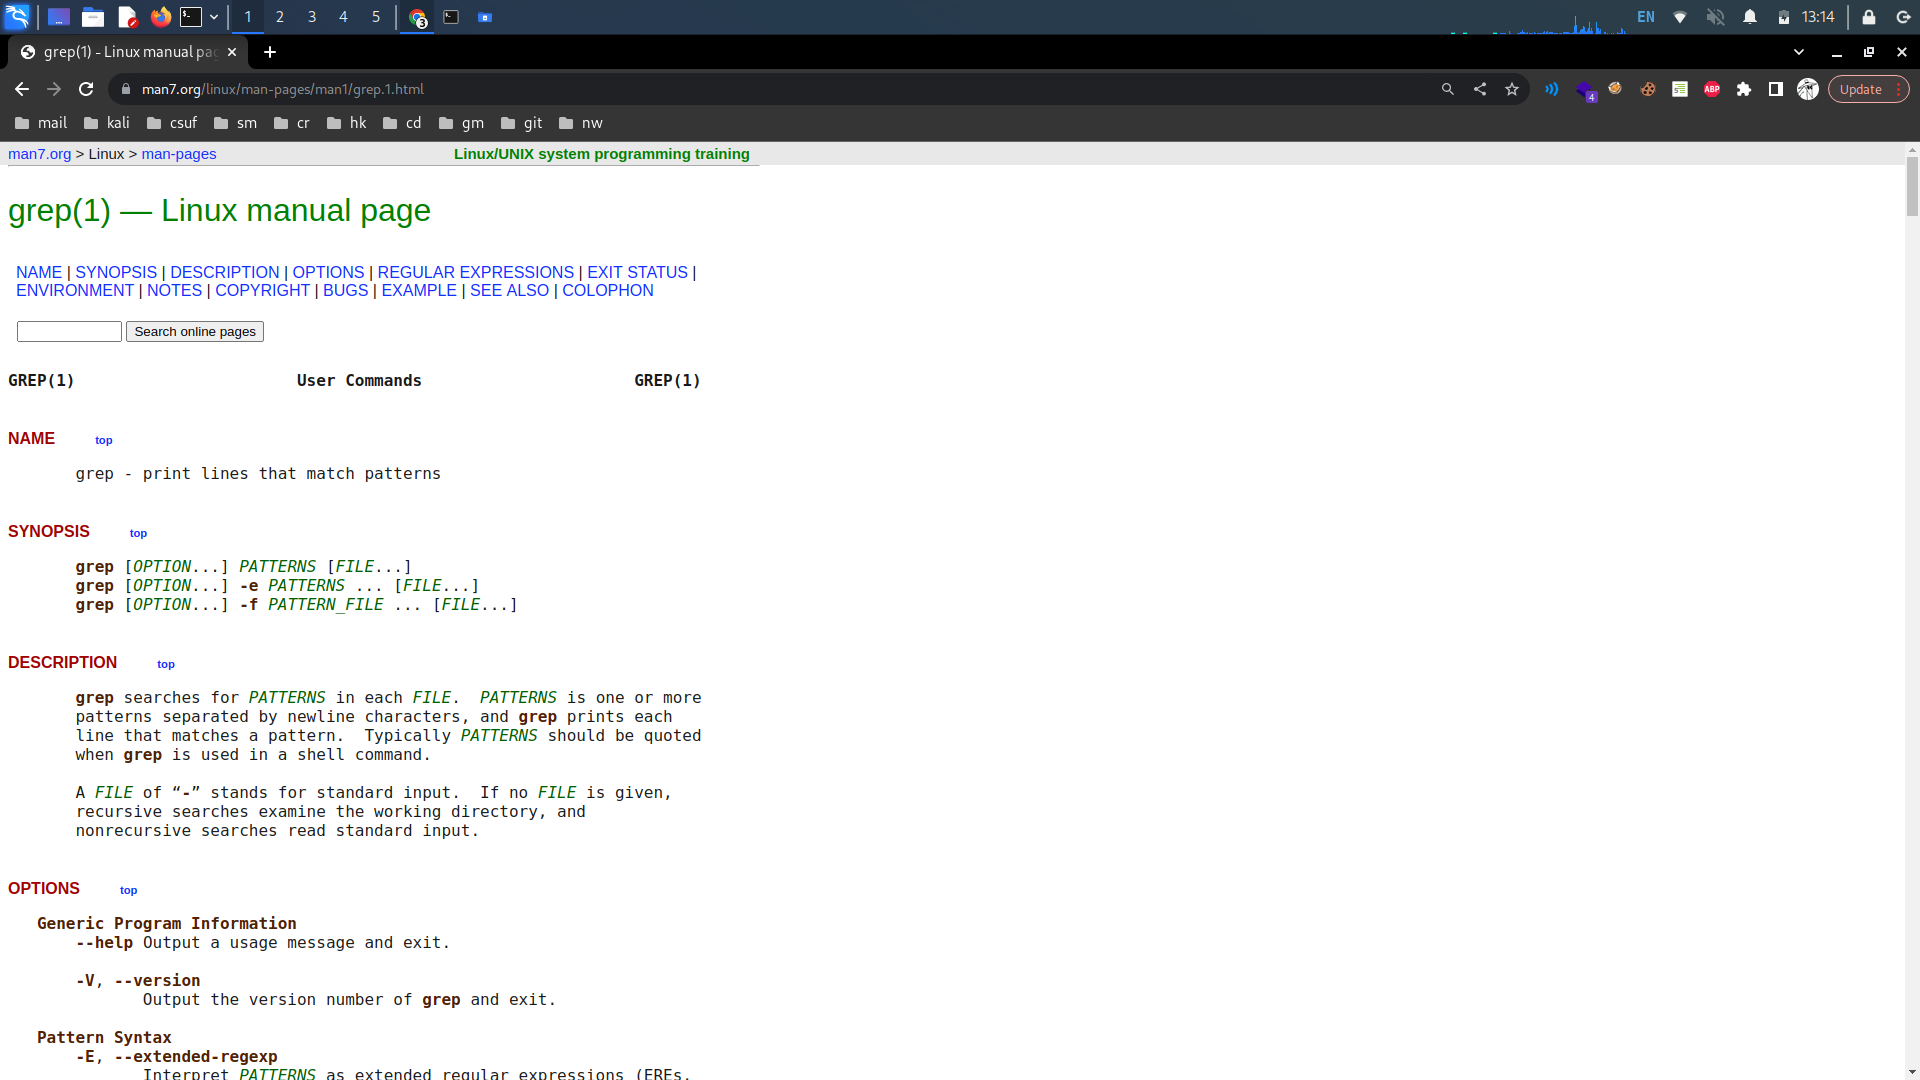 1 2 3 4 5 3 EN 13:14
grep(1) - Linux manual pag
man7.org/linux/man-pages/man1/grep.1.html 4 ABP Update
mail kali csuf sm cr hk cd gm git nw
man7.org > Linux > man-pages Linux/UNIX system programming training
grep(1) — Linux manual page
NAME | SYNOPSIS | DESCRIPTION | OPTIONS | REGULAR EXPRESSIONS | EXIT STATUS |
ENVIRONMENT | NOTES | COPYRIGHT | BUGS | EXAMPLE | SEE ALSO | COLOPHON
Search online pages
GREP(1) User Commands GREP(1)
NAME top
grep - print lines that match patterns
SYNOPSIS top
grep [OPTION...] PATTERNS [FILE...]
grep [OPTION...] -e PATTERNS ... [FILE...]
grep [OPTION...] -f PATTERN_FILE ... [FILE...]
DESCRIPTION top
grep searches for PATTERNS in each FILE.  PATTERNS is one or more
patterns separated by newline characters, and grep prints each
line that matches a pattern.  Typically PATTERNS should be quoted
when grep is used in a shell command.
A FILE of “-” stands for standard input.  If no FILE is given,
recursive searches examine the working directory, and
nonrecursive searches read standard input.
OPTIONS top
Generic Program Information
--help Output a usage message and exit.
-V, --version
Output the version number of grep and exit.
Pattern Syntax
-E, --extended-regexp
Interpret PATTERNS as extended regular expressions (EREs,